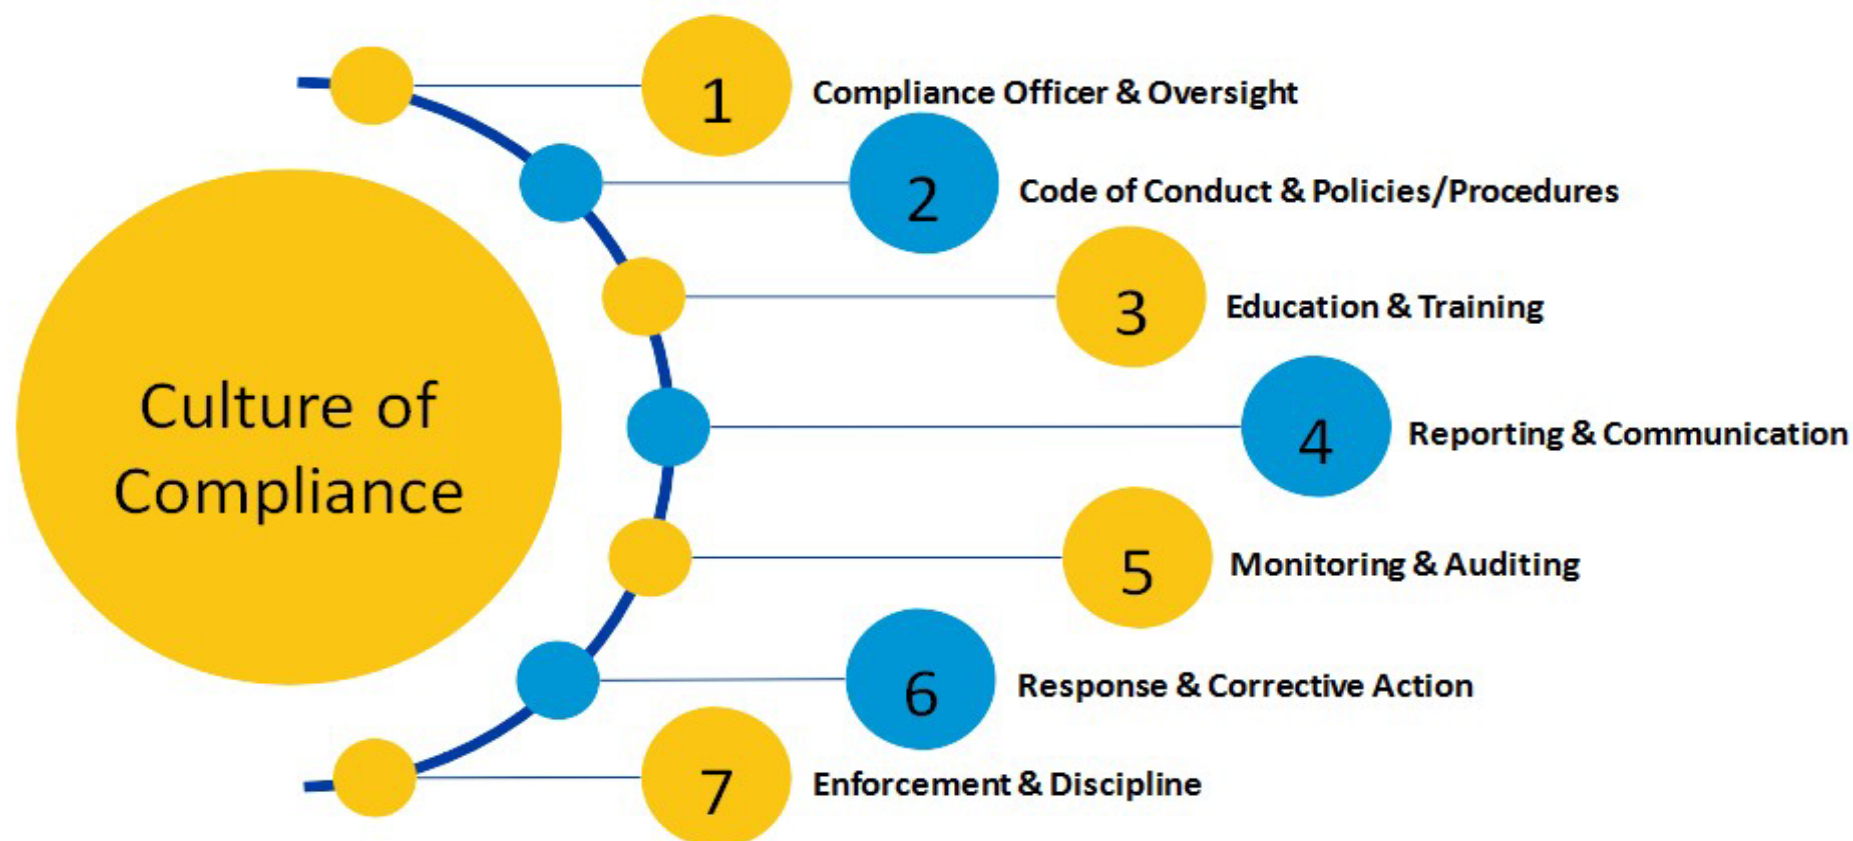 Culture of
Compliance
1
Compliance Officer & Oversight
2
Code of Conduct & Policies/Procedures
3
Education & Training
4
Reporting & Communication
5
Monitoring & Auditing
6
Response & Corrective Action
7
Enforcement & Discipline